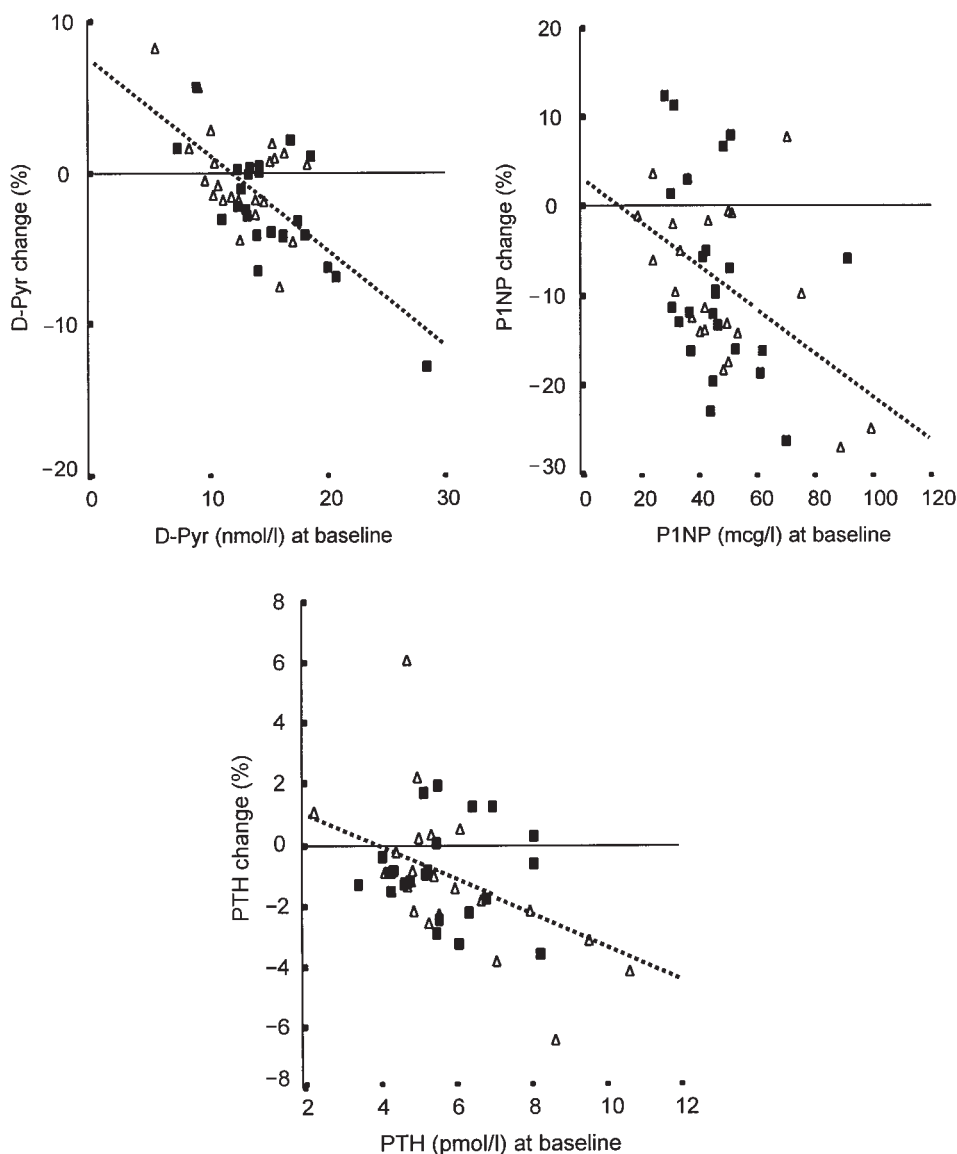 10
0
−10
−20
0 10 20 30
D-Pyr change (%)
D-Pyr (nmol/l) at baseline
20
10
0
−10
−20
−30
0 20 40 60 80 100 120
P1NP change (%)
P1NP (mcg/l) at baseline
8
6
4
2
0
−2
−4
−6
−8
2 4 6 8 10 12
PTH change (%)
PTH (pmol/l) at baseline